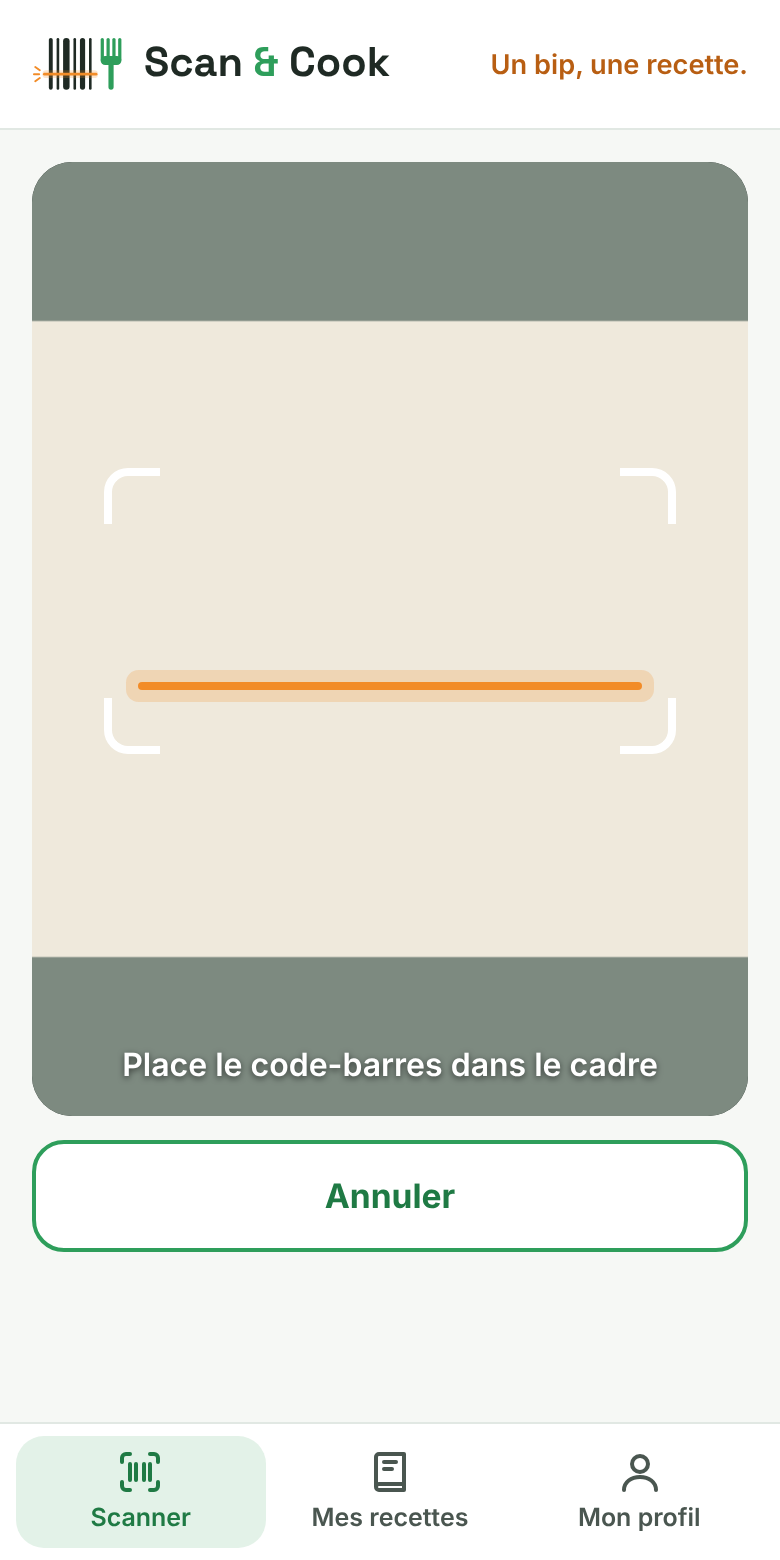 Scan & Cook
Un bip, une recette.
Place le code-barres dans le cadre
Annuler
Scanner
Mes recettes
Mon profil